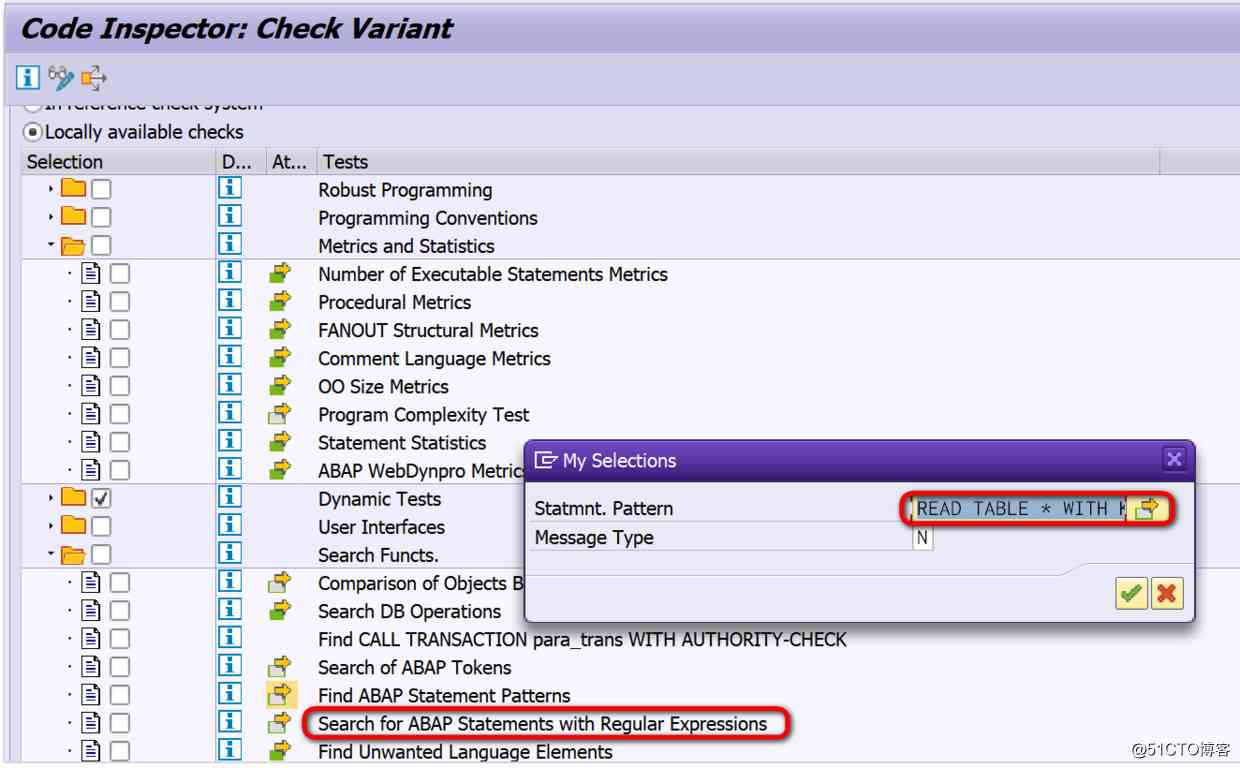 Code Inspector: Check Variant
In reference check system
Locally available checks
Selection D... At... Tests
Robust Programming
Programming Conventions
Metrics and Statistics
Number of Executable Statements Metrics
Procedural Metrics
FANOUT Structural Metrics
Comment Language Metrics
OO Size Metrics
Program Complexity Test
Statement Statistics
ABAP WebDynpro Metrics
Dynamic Tests
User Interfaces
Search Functs.
Comparison of Objects B
Search DB Operations
Find CALL TRANSACTION para_trans WITH AUTHORITY-CHECK
Search of ABAP Tokens
Find ABAP Statement Patterns
Search for ABAP Statements with Regular Expressions
Find Unwanted Language Elements
My Selections
Statmnt. Pattern READ TABLE * WITH K
Message Type N
@51CTO博客